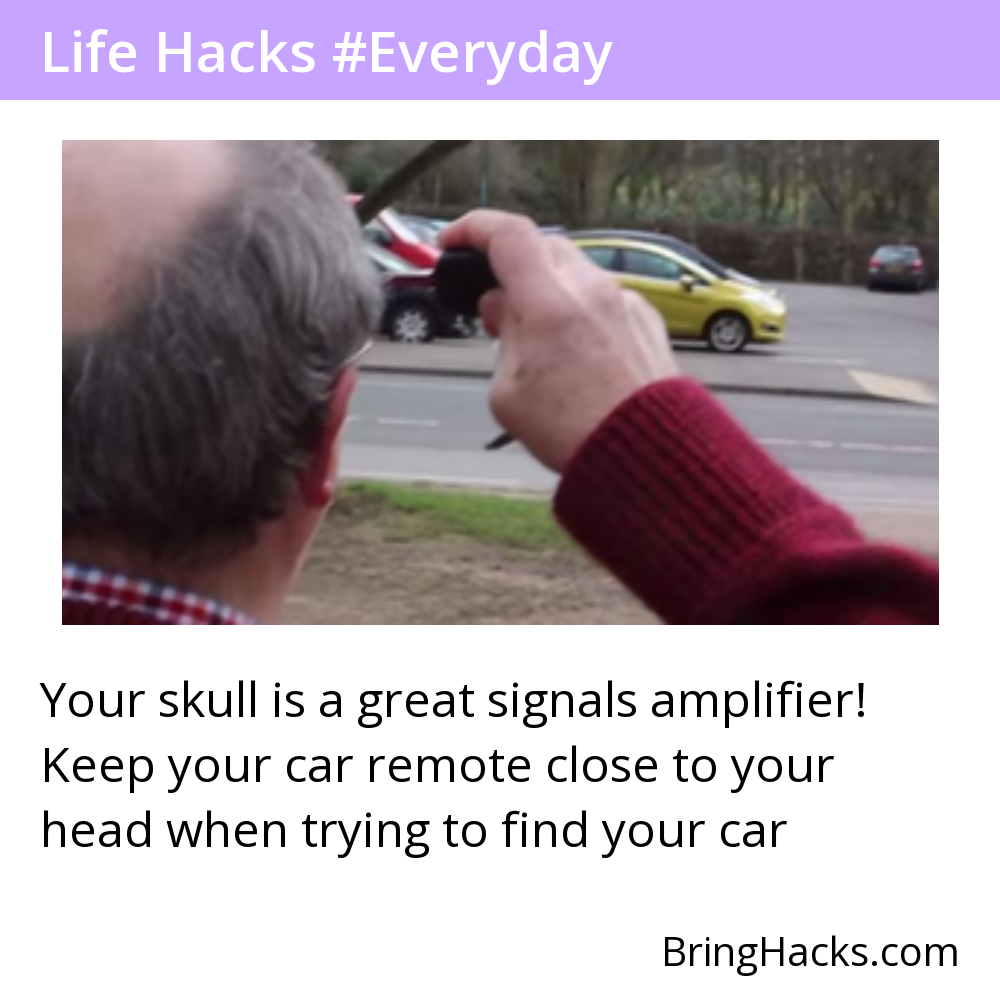 Life Hacks #Everyday
Your skull is a great signals amplifier!
Keep your car remote close to your
head when trying to find your car
BringHacks.com